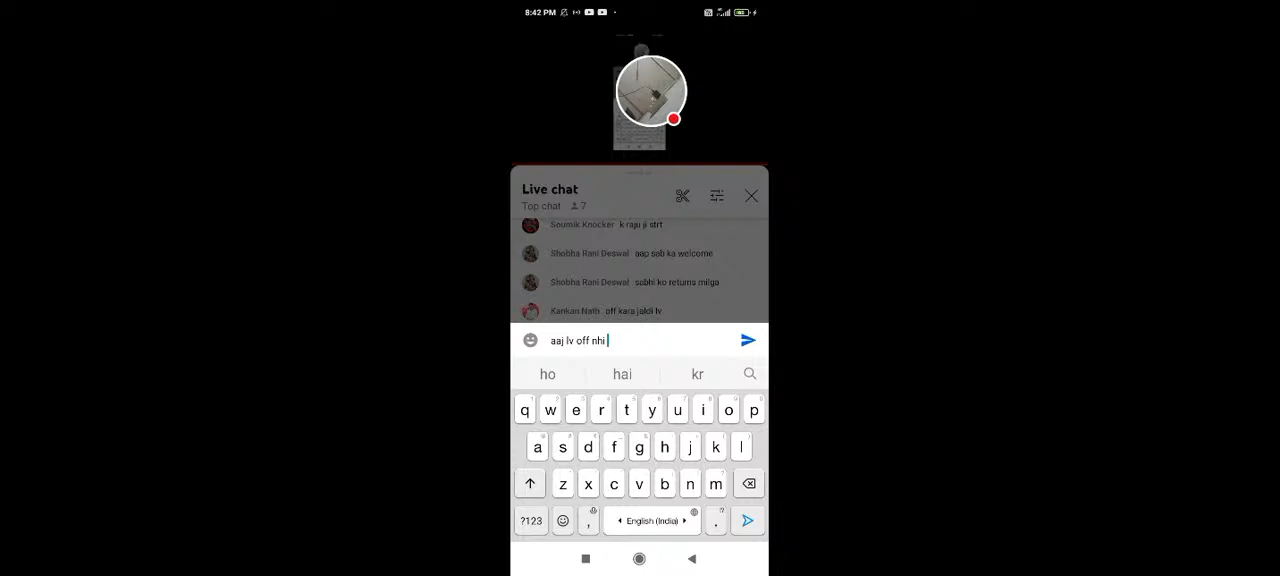 8:42 PM
Live chat
Top chat 7
Soumik Knocker k raju ji strt
Shobha Rani Deswal aap sab ka welcome
Shobha Rani Deswal sabhi ko returns milga
Kankan Nath off kara jaldi lv
aaj lv off nhi
ho hai kr
q w e r t y u i o p
a s d f g h j k l
z x c v b n m
?123 , English (India) .